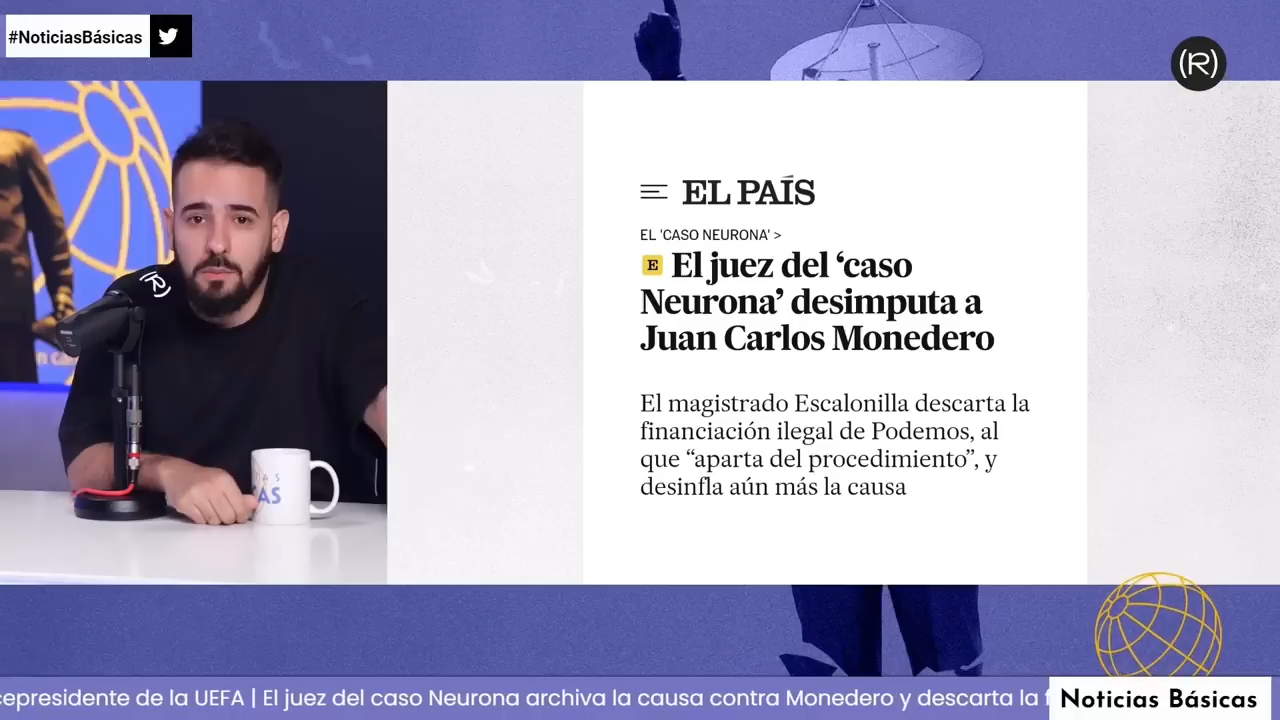 #NoticiasBásicas
(R)
(R)
EL PAÍS
EL 'CASO NEURONA' >
E El juez del ‘caso
Neurona’ desimputa a
Juan Carlos Monedero
El magistrado Escalonilla descarta la
financiación ilegal de Podemos, al
que “aparta del procedimiento”, y
desinfla aún más la causa
AS
cepresidente de la UEFA | El juez del caso Neurona archiva la causa contra Monedero y descarta la f
Noticias Básicas